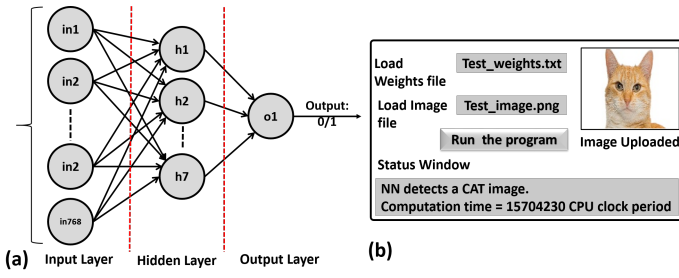 in1
in2
in2
in768
h1
h2
h7
o1
Output:
0/1
(a)
Input Layer
Hidden Layer
Output Layer
Load
Weights file
Test_weights.txt
Load Image
file
Test_image.png
Run the program
Image Uploaded
Status Window
NN detects a CAT image.
Computation time = 15704230 CPU clock period
(b)